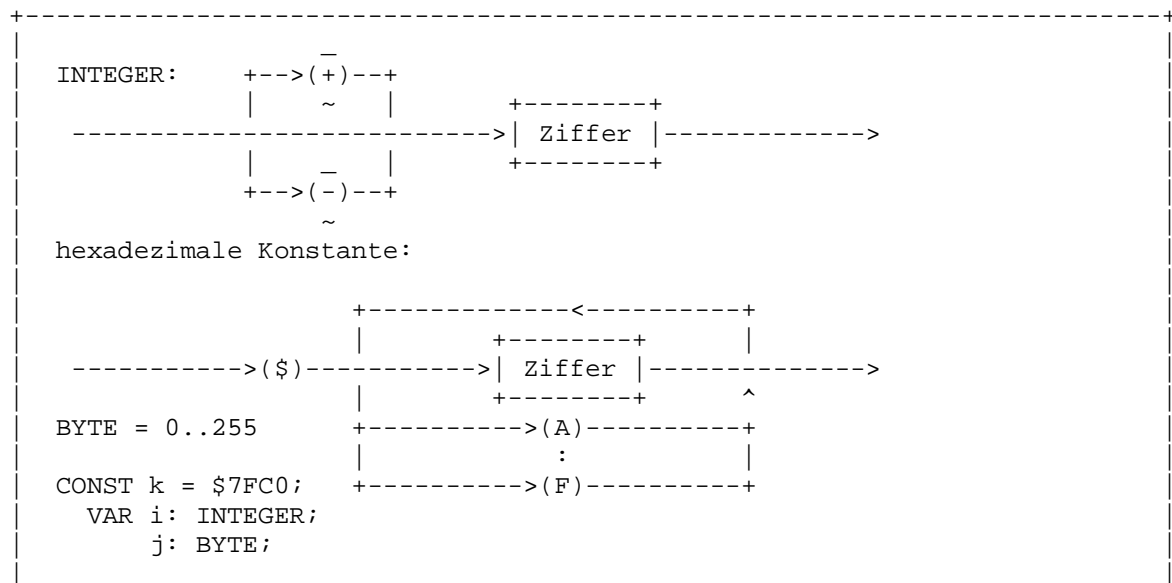 +-------------------------------------------------------------------------+
|                                                                         |
|                   _                                                     |
|  INTEGER:    +-->(+)--+                                                 |
|              |    ~   |       +--------+                                |
|   --------------------------->| Ziffer |------------->                  |
|              |    _   |       +--------+                                |
|              +-->(-)--+                                                 |
|                   ~                                                     |
|  hexadezimale Konstante:                                                |
|                                                                         |
|                     +-------------<----------+                          |
|                     |        +--------+      |                          |
|   ----------->($)----------->| Ziffer |-------------->                  |
|                     |        +--------+      ^                          |
|  BYTE = 0..255      +---------->(A)----------+                          |
|                     |            :           |                          |
|  CONST k = $7FC0;   +---------->(F)----------+                          |
|    VAR i: INTEGER;                                                      |
|        j: BYTE;                                                         |
|                                                                         |